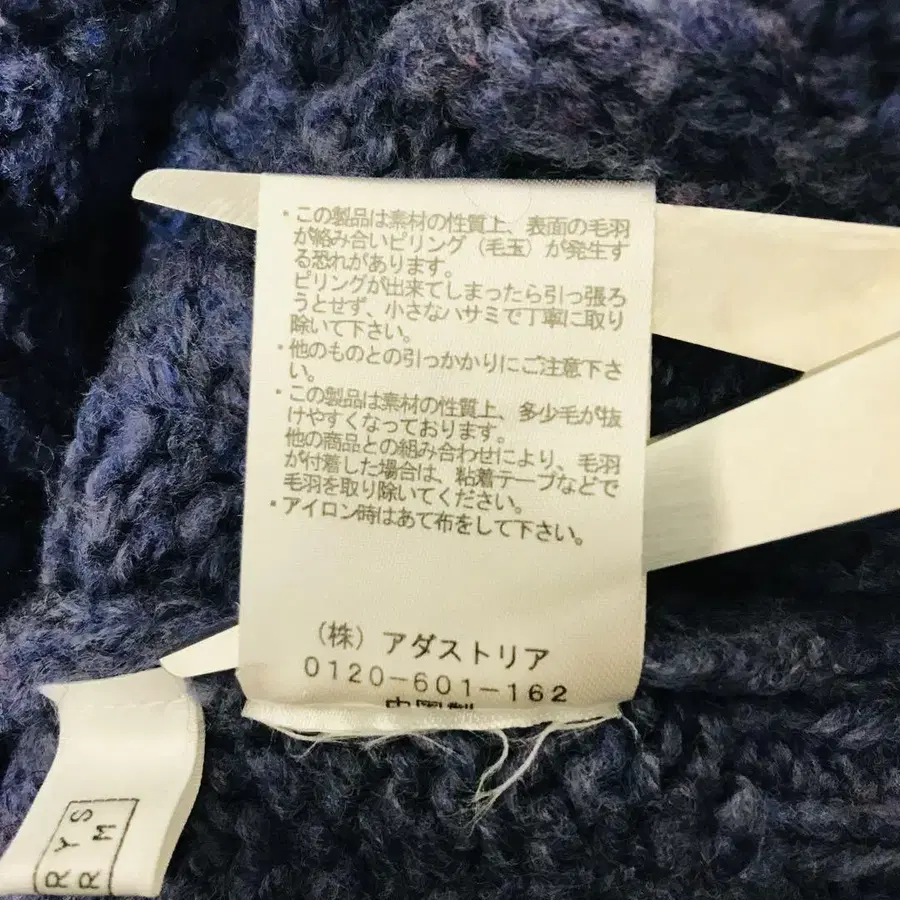 ・この製品は素材の性質上、表面の毛羽
が絡み合いピリング（毛玉）が発生す
る恐れがあります。
ピリングが出来てしまったら引っ張ろ
うとせず、小さなハサミで丁寧に取り
除いて下さい。
・他のものとの引っかかりにご注意下さ
い。
・この製品は素材の性質上、多少毛が抜
けやすくなっております。
他の商品との組み合わせにより、毛羽
が付着した場合は、粘着テープなどで
毛羽を取り除いてください。
・アイロン時はあて布をして下さい。
（株）アダストリア
0120-601-162
中国製
RYS
RM